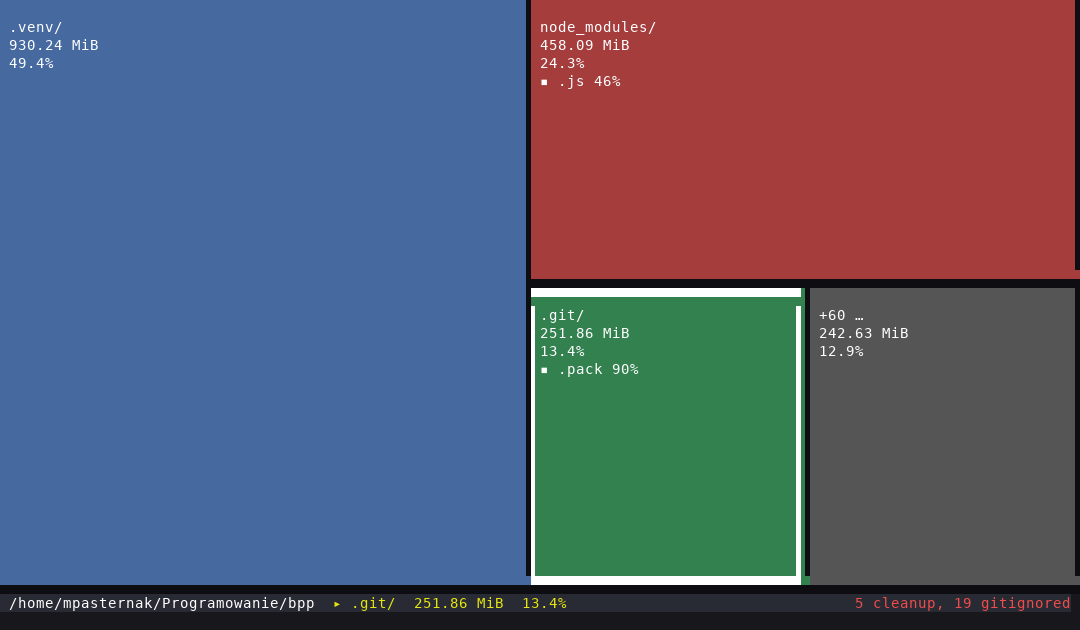 .venv/
930.24 MiB
49.4%
node_modules/
458.09 MiB
24.3%
▪ .js 46%
.git/
251.86 MiB
13.4%
▪ .pack 90%
+60 …
242.63 MiB
12.9%
/home/mpasternak/Programowanie/bpp ▸ .git/ 251.86 MiB 13.4% 5 cleanup, 19 gitignored